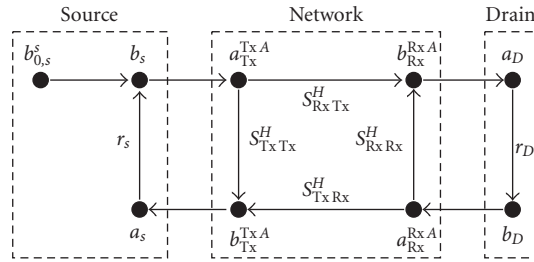 Source Network Drain
b^s_{0,s} b_s a^{Tx A}_{Tx} b^{Rx A}_{Rx} a_D
S^H_{Rx Tx}
r_s S^H_{Tx Tx} S^H_{Rx Rx} r_D
S^H_{Tx Rx}
a_s b^{Tx A}_{Tx} a^{Rx A}_{Rx} b_D